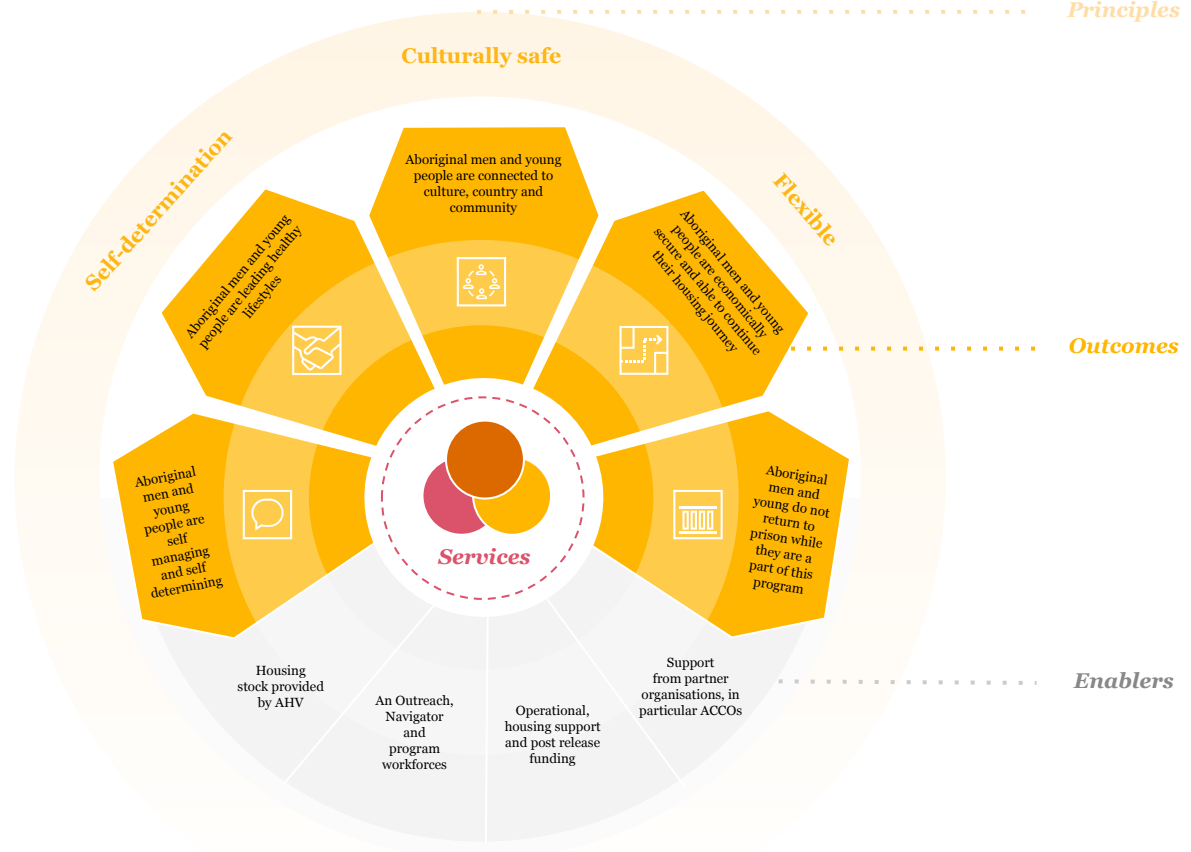 Principles
Culturally safe
Self-determination
Flexible
Aboriginal men and young
people are connected to
culture, country and
community
Aboriginal men and young
people are leading healthy
lifestyles
Aboriginal men and young
people are economically
secure and able to continue
their housing journey
Outcomes
Aboriginal
men and
young
people are
self
managing
and self
determining
Aboriginal
men and
young do not
return to
prison while
they are a
part of this
program
Services
Housing
stock provided
by AHV
An Outreach,
Navigator
and
program
workforces
Operational,
housing support
and post release
funding
Support
from partner
organisations, in
particular ACCOs
Enablers